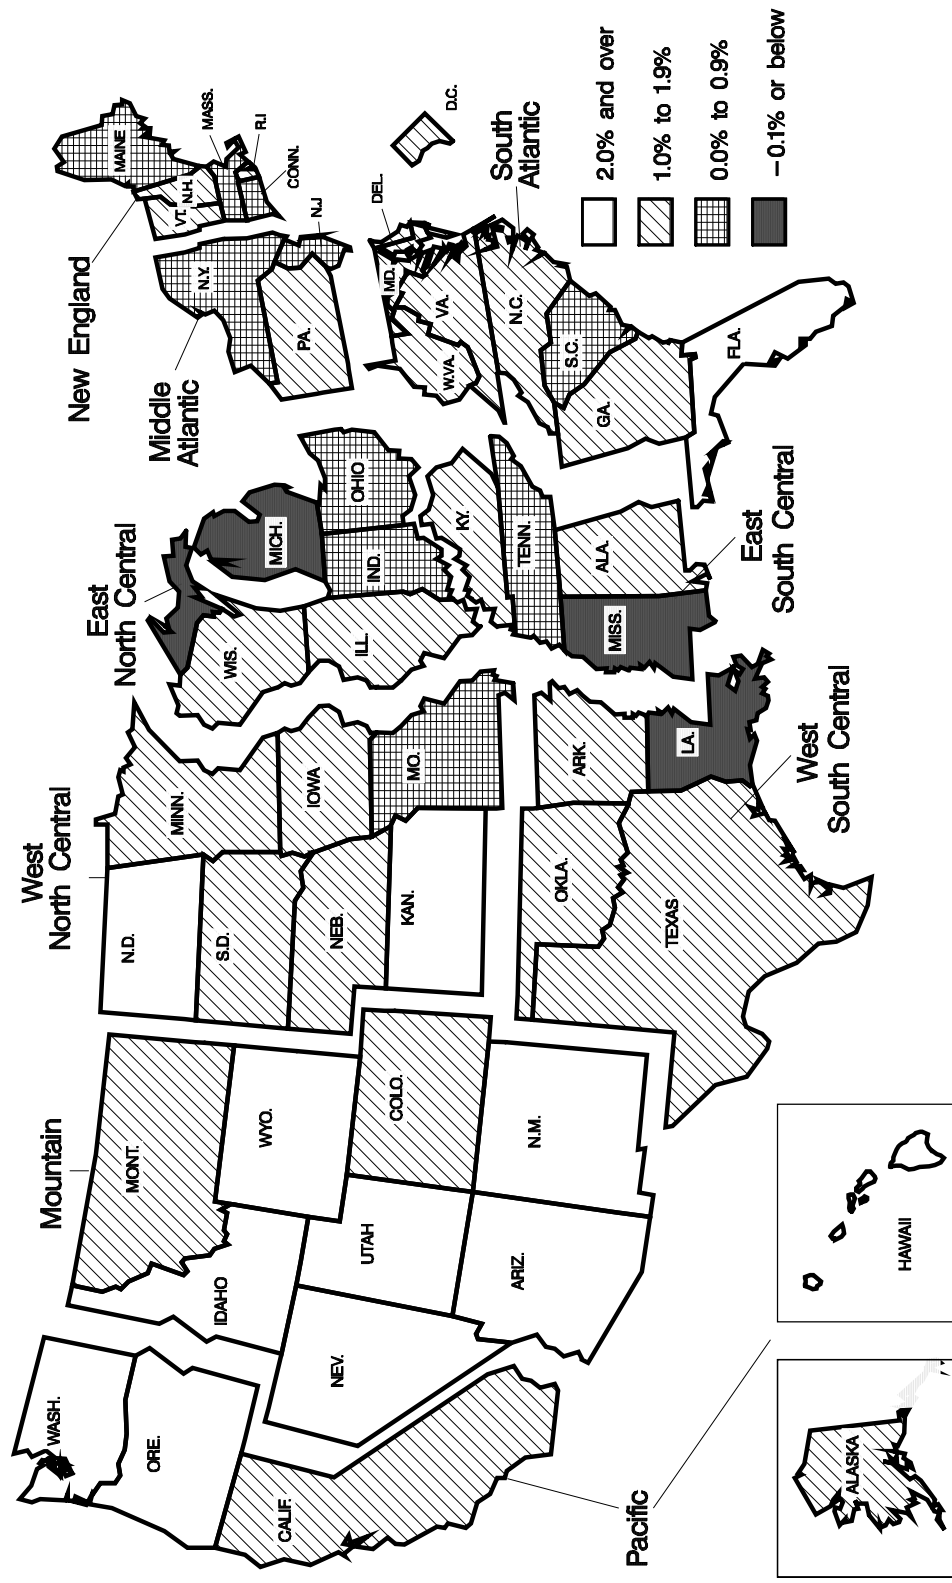 WASH.
ORE.
CALIF.
NEV.
IDAHO
MONT.
WYO.
UTAH
COLO.
ARIZ.
N.M.
N.D.
S.D.
NEB.
KAN.
MINN.
IOWA
MO.
OKLA.
ARK.
TEXAS
LA.
WIS.
ILL.
MICH.
IND.
OHIO
KY.
TENN.
MISS.
ALA.
N.Y.
PA.
N.J
MAINE
VT.
N.H.
MASS.
R.I
CONN.
DEL.
MD.
D.C.
VA.
W.VA.
N.C.
S.C.
GA.
FLA.
ALASKA
HAWAII
Pacific
Mountain
West
North Central
West
South Central
East
North Central
East
South Central
Middle
Atlantic
New England
South
Atlantic
2.0% and over
1.0% to 1.9%
0.0% to 0.9%
-0.1% or below